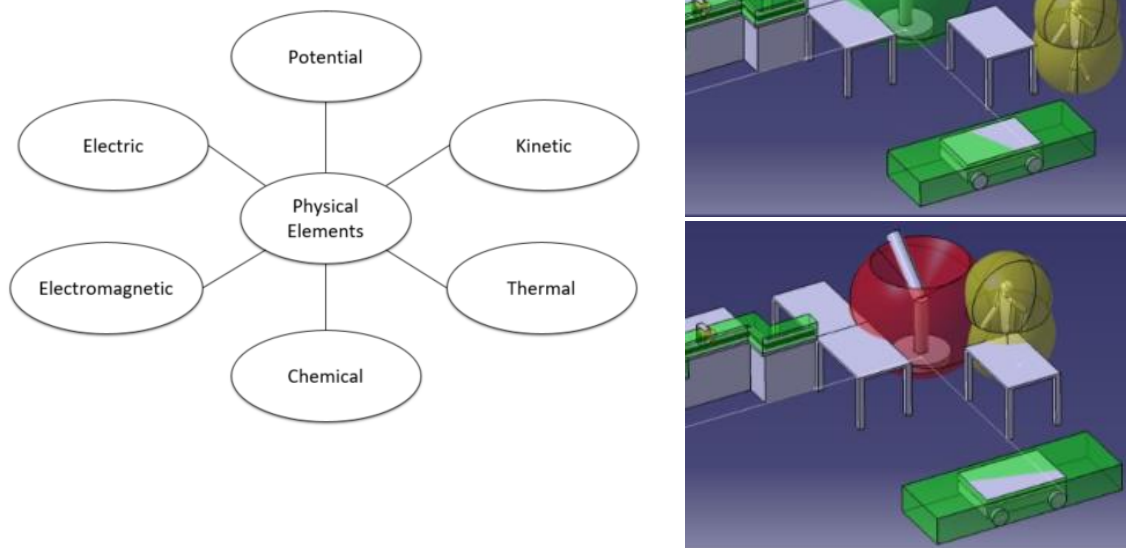 Potential
Electric
Kinetic
Physical
Elements
Electromagnetic
Thermal
Chemical